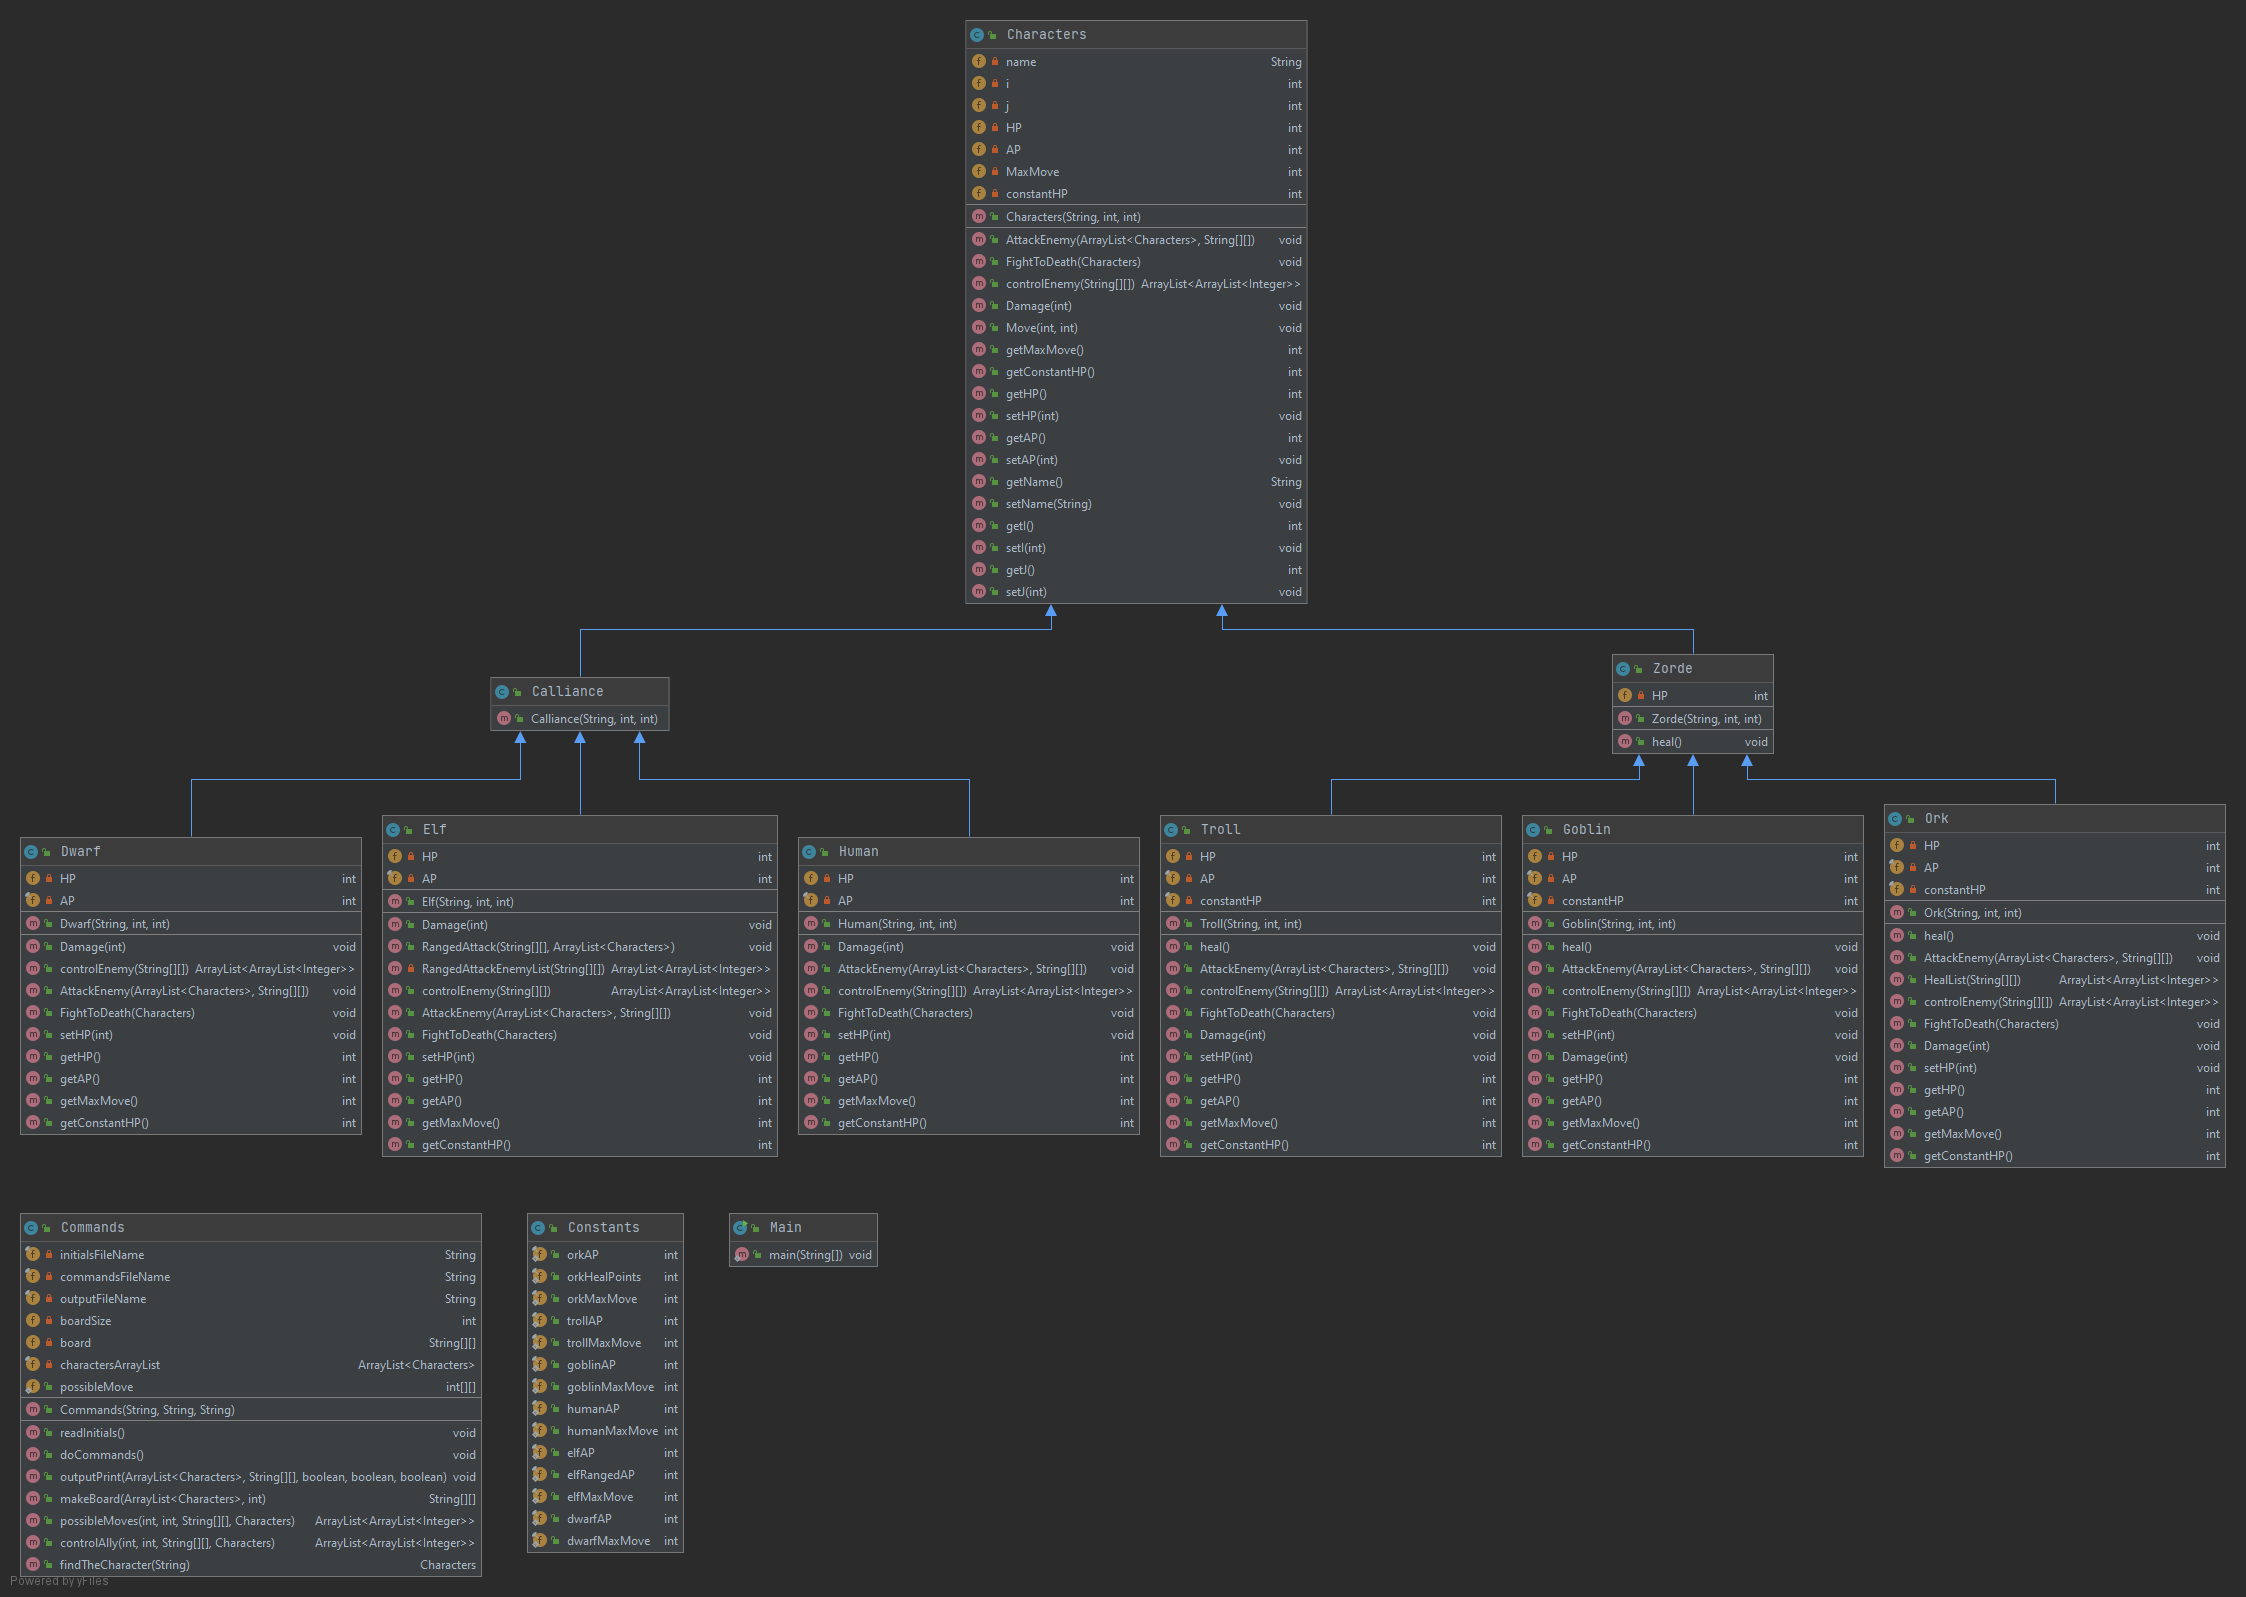 Characters
name String
i int
j int
HP int
AP int
MaxMove int
constantHP int
Characters(String, int, int)
AttackEnemy(ArrayList<Characters>, String[][]) void
FightToDeath(Characters) void
controlEnemy(String[][]) ArrayList<ArrayList<Integer>>
Damage(int) void
Move(int, int) void
getMaxMove() int
getConstantHP() int
getHP() int
setHP(int) void
getAP() int
setAP(int) void
getName() String
setName(String) void
getI() int
setI(int) void
getJ() int
setJ(int) void
Calliance
Calliance(String, int, int)
Zorde
HP int
Zorde(String, int, int)
heal() void
Dwarf
HP int
AP int
Dwarf(String, int, int)
Damage(int) void
controlEnemy(String[][]) ArrayList<ArrayList<Integer>>
AttackEnemy(ArrayList<Characters>, String[][]) void
FightToDeath(Characters) void
setHP(int) void
getHP() int
getAP() int
getMaxMove() int
getConstantHP() int
Elf
HP int
AP int
Elf(String, int, int)
Damage(int) void
RangedAttack(String[][], ArrayList<Characters>) void
RangedAttackEnemyList(String[][]) ArrayList<ArrayList<Integer>>
controlEnemy(String[][]) ArrayList<ArrayList<Integer>>
AttackEnemy(ArrayList<Characters>, String[][]) void
FightToDeath(Characters) void
setHP(int) void
getHP() int
getAP() int
getMaxMove() int
getConstantHP() int
Human
HP int
AP int
Human(String, int, int)
Damage(int) void
AttackEnemy(ArrayList<Characters>, String[][]) void
controlEnemy(String[][]) ArrayList<ArrayList<Integer>>
FightToDeath(Characters) void
setHP(int) void
getHP() int
getAP() int
getMaxMove() int
getConstantHP() int
Troll
HP int
AP int
constantHP int
Troll(String, int, int)
heal() void
AttackEnemy(ArrayList<Characters>, String[][]) void
controlEnemy(String[][]) ArrayList<ArrayList<Integer>>
FightToDeath(Characters) void
Damage(int) void
setHP(int) void
getHP() int
getAP() int
getMaxMove() int
getConstantHP() int
Goblin
HP int
AP int
constantHP int
Goblin(String, int, int)
heal() void
AttackEnemy(ArrayList<Characters>, String[][]) void
controlEnemy(String[][]) ArrayList<ArrayList<Integer>>
FightToDeath(Characters) void
setHP(int) void
Damage(int) void
getHP() int
getAP() int
getMaxMove() int
getConstantHP() int
Ork
HP int
AP int
constantHP int
Ork(String, int, int)
heal() void
AttackEnemy(ArrayList<Characters>, String[][]) void
HealList(String[][]) ArrayList<ArrayList<Integer>>
controlEnemy(String[][]) ArrayList<ArrayList<Integer>>
FightToDeath(Characters) void
Damage(int) void
setHP(int) void
getHP() int
getAP() int
getMaxMove() int
getConstantHP() int
Commands
initialsFileName String
commandsFileName String
outputFileName String
boardSize int
board String[][]
charactersArrayList ArrayList<Characters>
possibleMove int[][]
Commands(String, String, String)
readInitials() void
doCommands() void
outputPrint(ArrayList<Characters>, String[][], boolean, boolean, boolean) void
makeBoard(ArrayList<Characters>, int) String[][]
possibleMoves(int, int, String[][], Characters) ArrayList<ArrayList<Integer>>
controlAlly(int, int, String[][], Characters) ArrayList<ArrayList<Integer>>
findTheCharacter(String) Characters
Constants
orkAP int
orkHealPoints int
orkMaxMove int
trollAP int
trollMaxMove int
goblinAP int
goblinMaxMove int
humanAP int
humanMaxMove int
elfAP int
elfRangedAP int
elfMaxMove int
dwarfAP int
dwarfMaxMove int
Main
main(String[]) void
Powered by yFiles